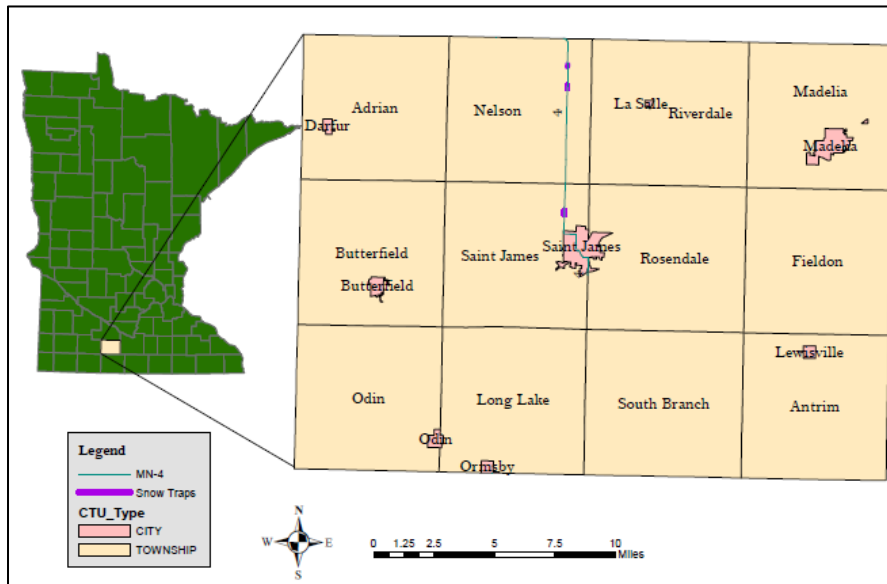 Adrian
Nelson
La Salle
Riverdale
Madelia
Darfur
Madelia
Butterfield
Saint James
Saint James
Rosendale
Fieldon
Butterfield
Lewisville
Odin
Long Lake
South Branch
Antrim
Odin
Ormsby
Legend
MN-4
Snow Traps
CTU_Type
CITY
TOWNSHIP
N
W E
S
0 1.25 2.5 5 7.5 10
Miles